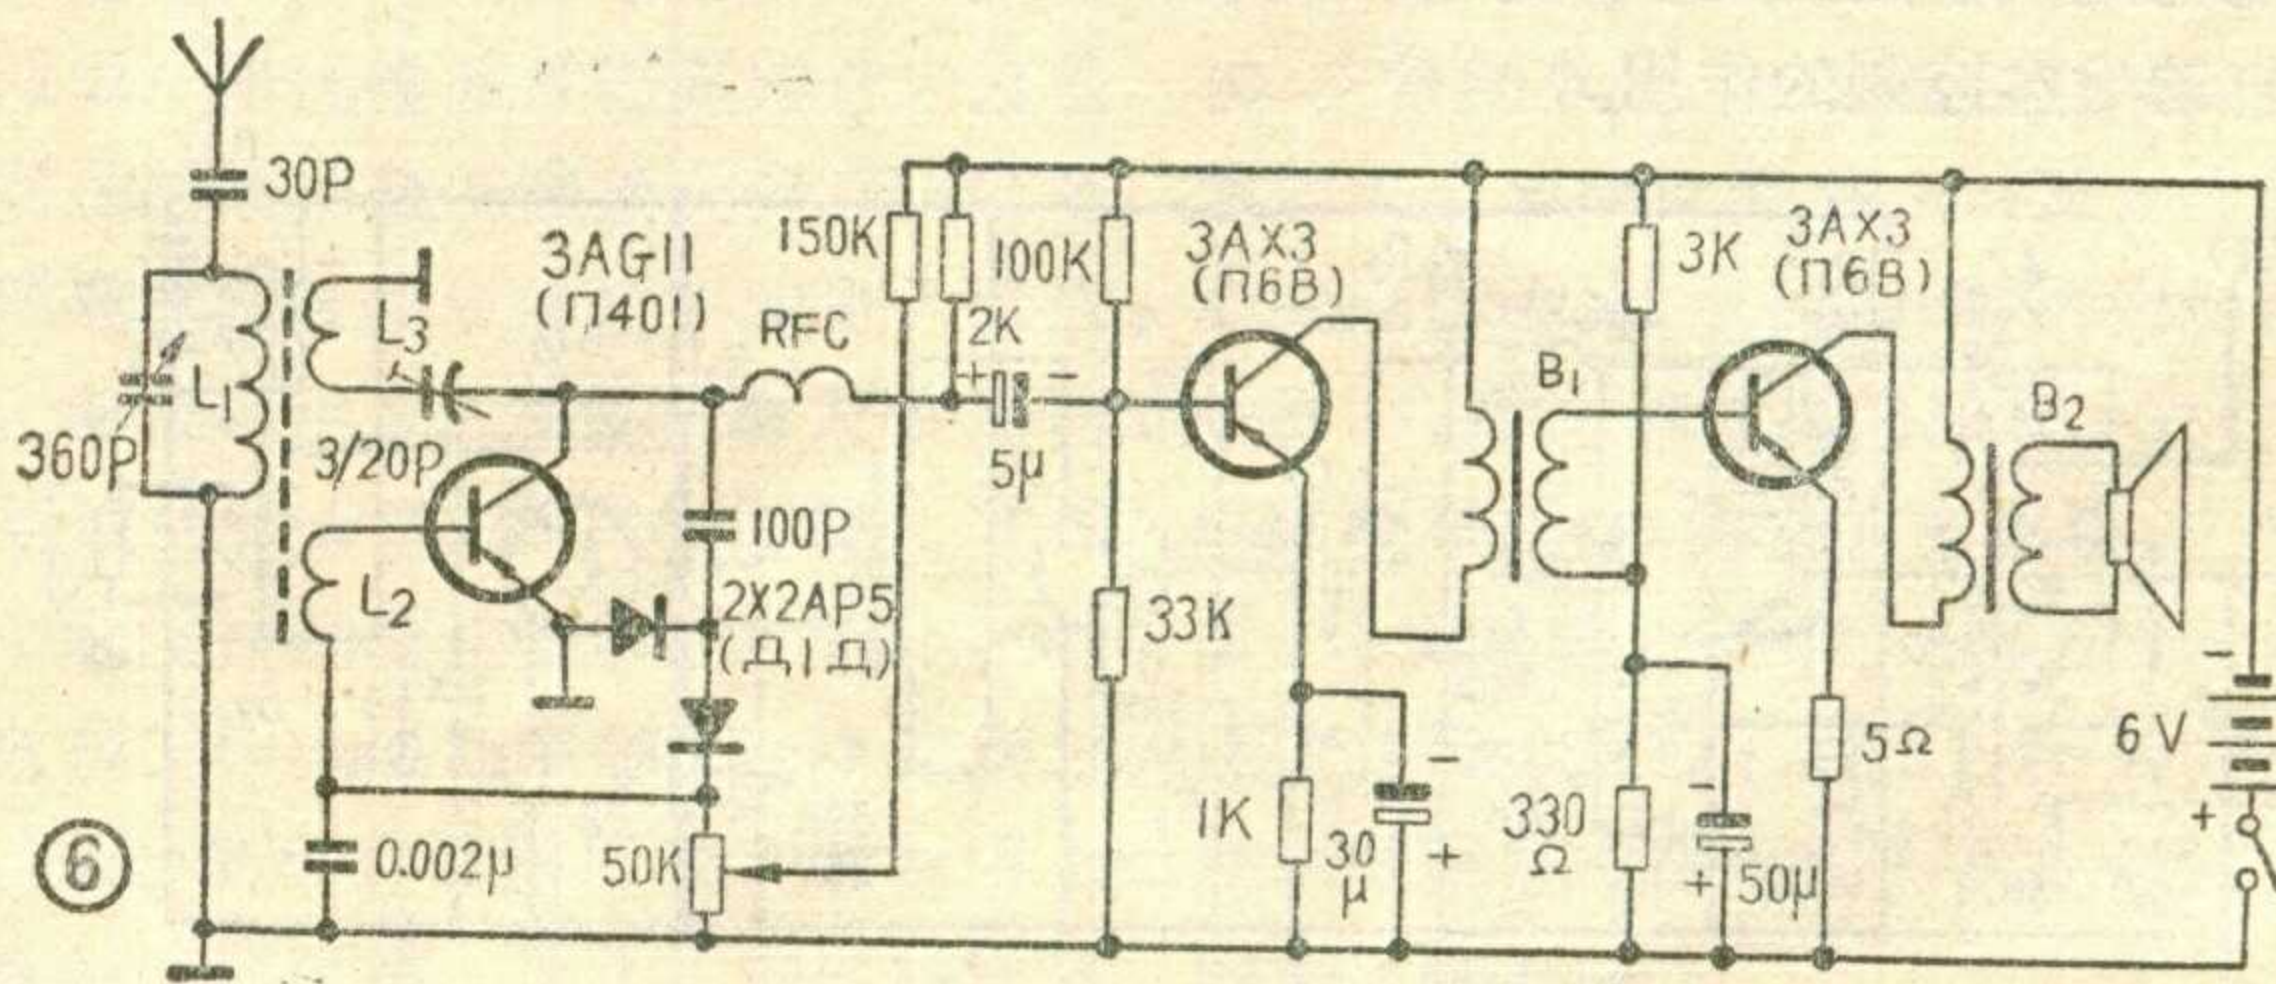 30P
360P
L1
L3
3/20P
L2
3AG11
(П401)
RFC
150K
2K
100K
+ -
5μ
100P
2X2AP5
(Д1Д)
0.002μ
50K
33K
3AX3
(П6В)
1K
30
μ
-
+
B1
3K
330
Ω
-
+ 50μ
3AX3
(П6В)
5Ω
B2
-
6V
+
6